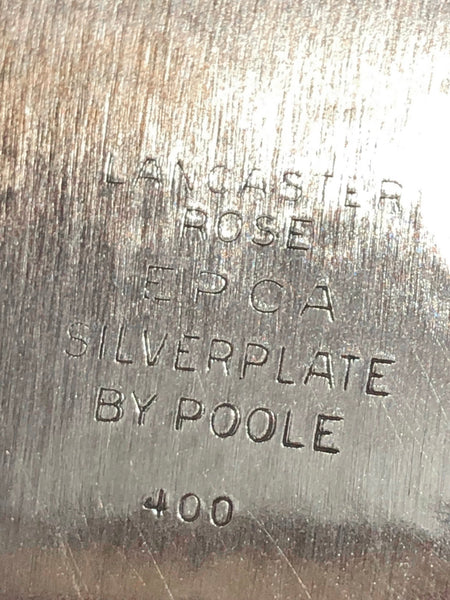 LANCASTER
ROSE
EPCA
SILVERPLATE
BY POOLE
400